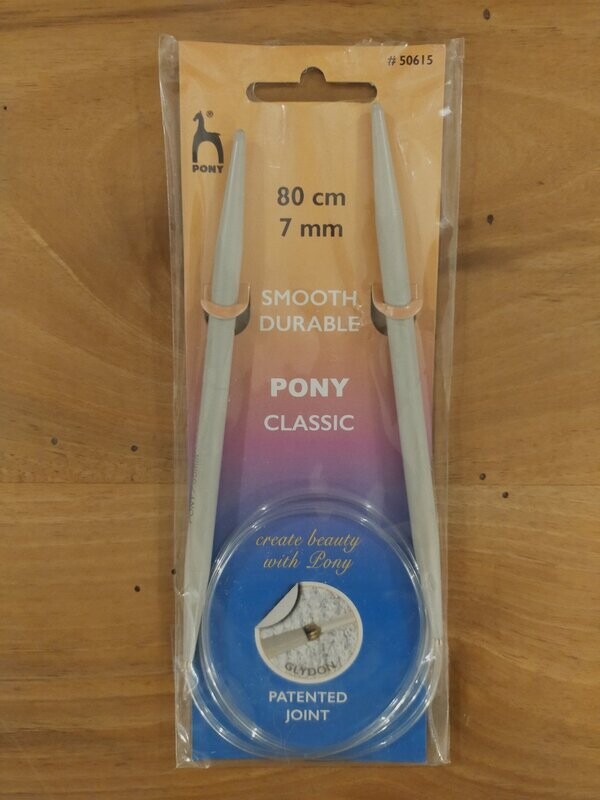 # 50615
PONY
80 cm
7 mm
SMOOTH
DURABLE
PONY
CLASSIC
create beauty
with Pony
GLYDON
PATENTED
JOINT